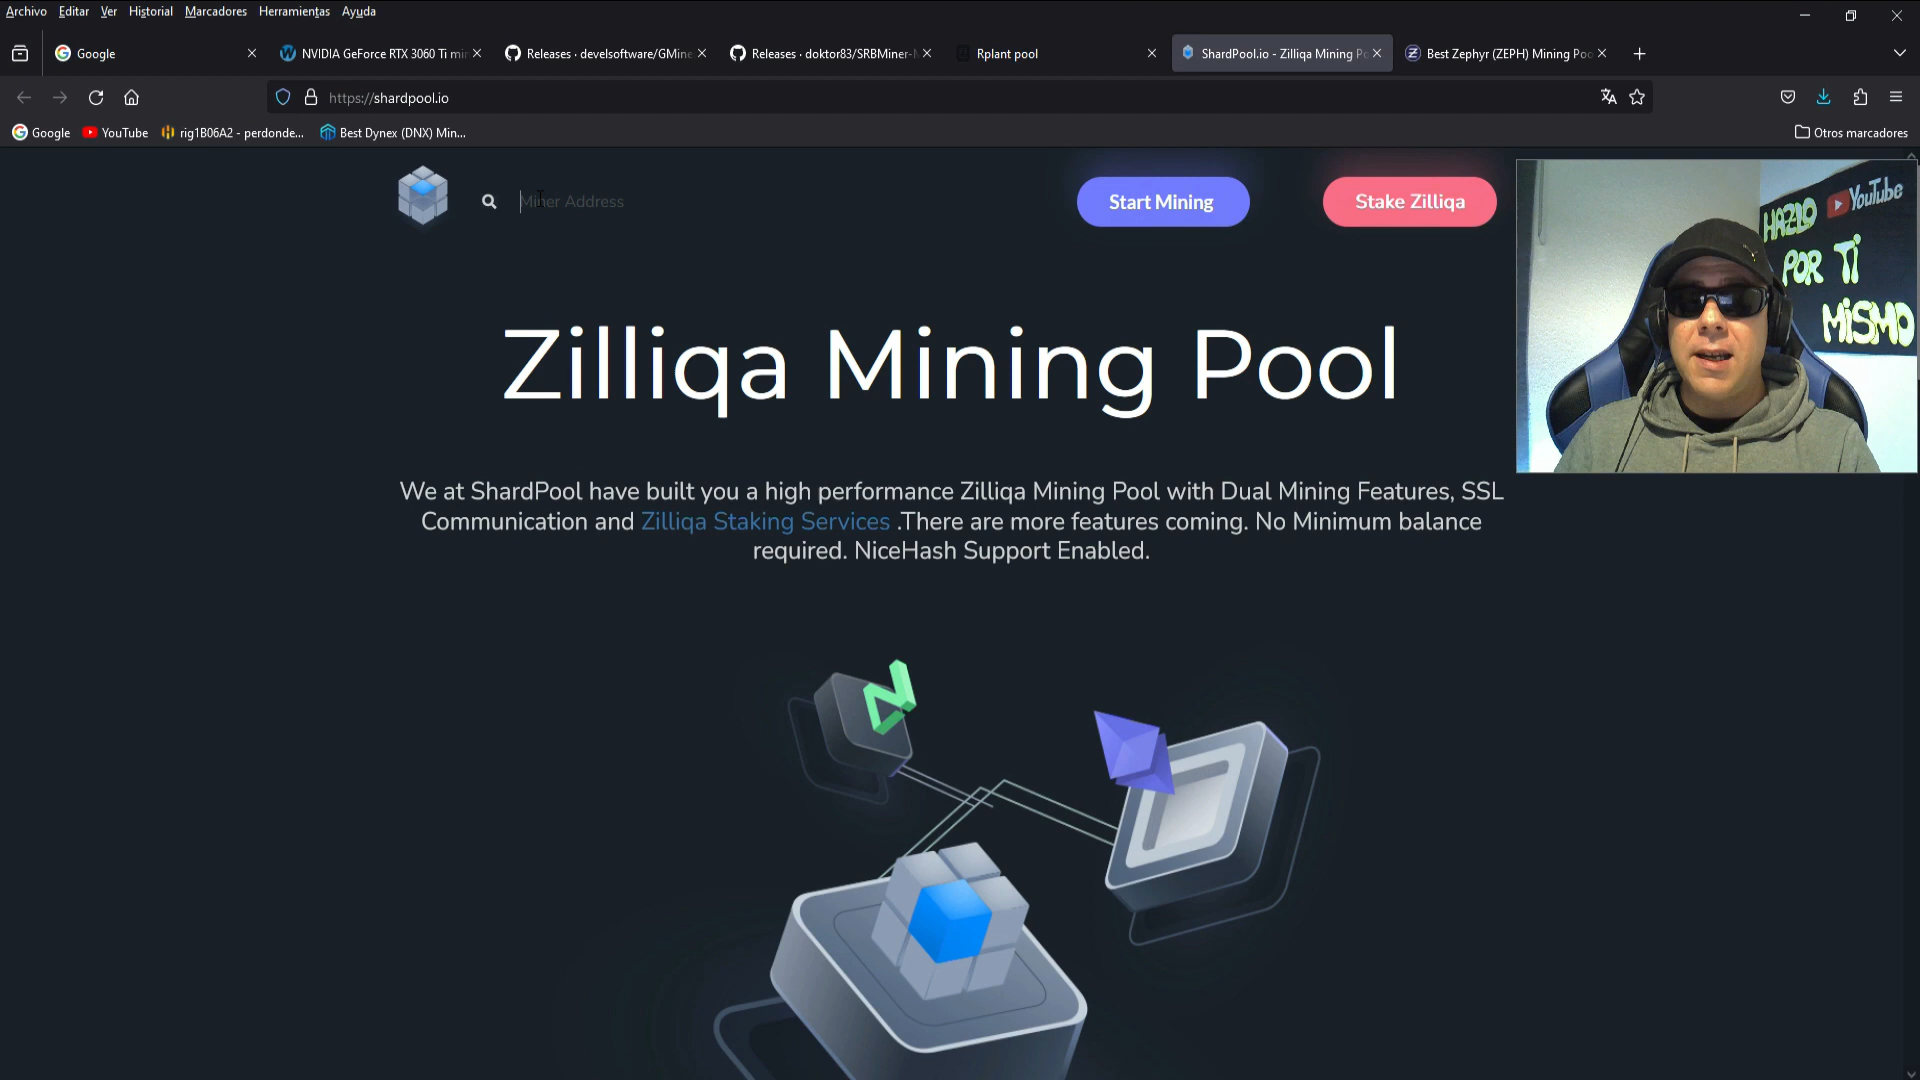 Archivo Editar Ver Historial Marcadores Herramientas Ayuda
Google
NVIDIA GeForce RTX 3060 Ti mi
Releases · develsoftware/GMine
Releases · doktor83/SRBMiner-
Rplant pool
ShardPool.io - Zilliqa Mining Po
Best Zephyr (ZEPH) Mining Poo
https://shardpool.io
Google YouTube rig1B06A2 - perdonde... Best Dynex (DNX) Min... Otros marcadores
Miner Address
Start Mining
Stake Zilliqa
YouTube
HAZLO
POR TI
MISMO
Zilliqa Mining Pool
We at ShardPool have built you a high performance Zilliqa Mining Pool with Dual Mining Features, SSL
Communication and Zilliqa Staking Services .There are more features coming. No Minimum balance
required. NiceHash Support Enabled.